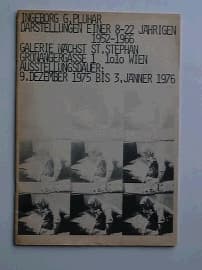 INGEBORG G.PLUHAR
DARSTELLUNGEN EINER 8-22 JÄHRIGEN
1952-1966
GALERIE NÄCHST ST.STEPHAN
GRÜNANGERGASSE 1 1010 WIEN
AUSSTELLUNGSDAUER:
9.DEZEMBER 1975 BIS 3.JÄNNER 1976